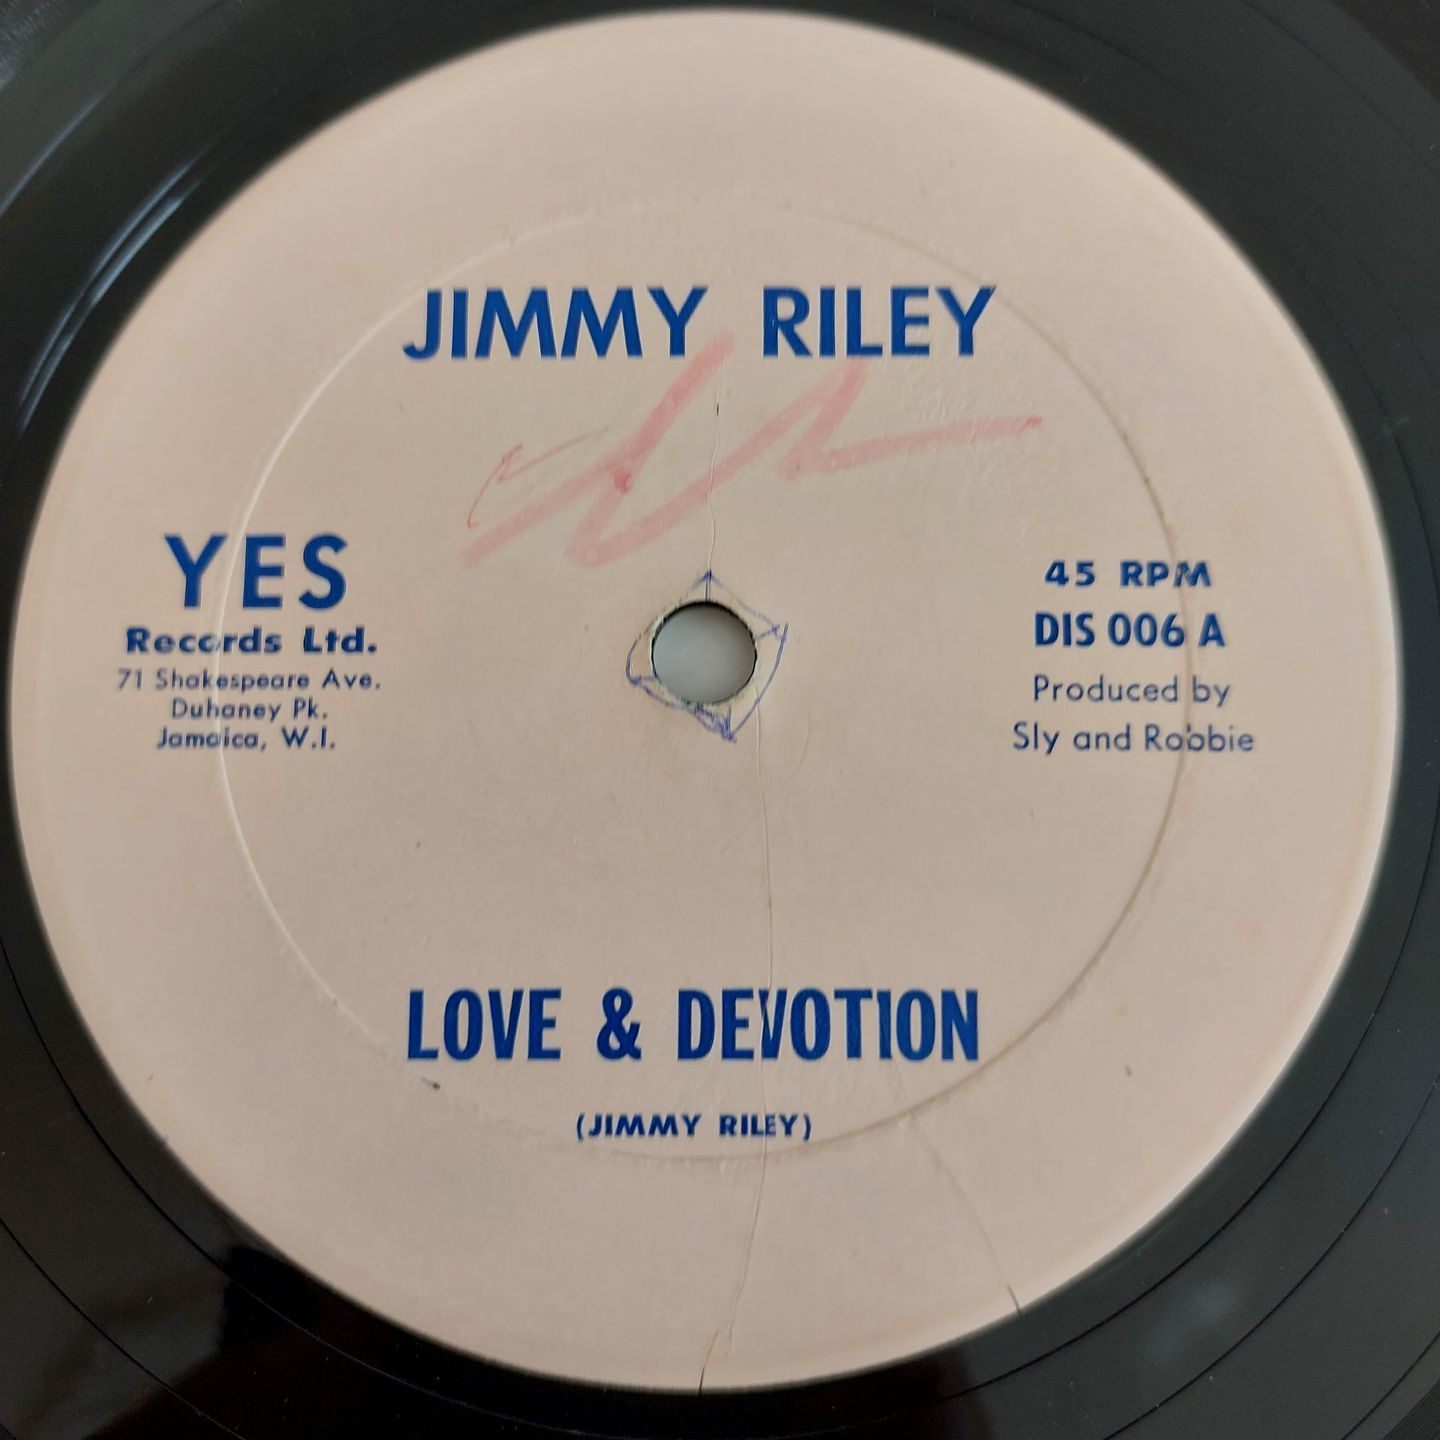 JIMMY RILEY
YES
Records Ltd.
71 Shakespeare Ave.
Duhaney Pk.
Jamaica, W.I.
45 RPM
DIS 006 A
Produced by
Sly and Robbie
LOVE & DEVOTION
(JIMMY RILEY)